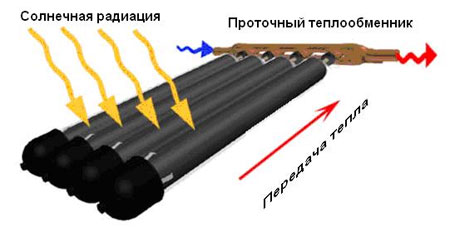 Солнечная радиация
Проточный теплообменник
Передача тепла